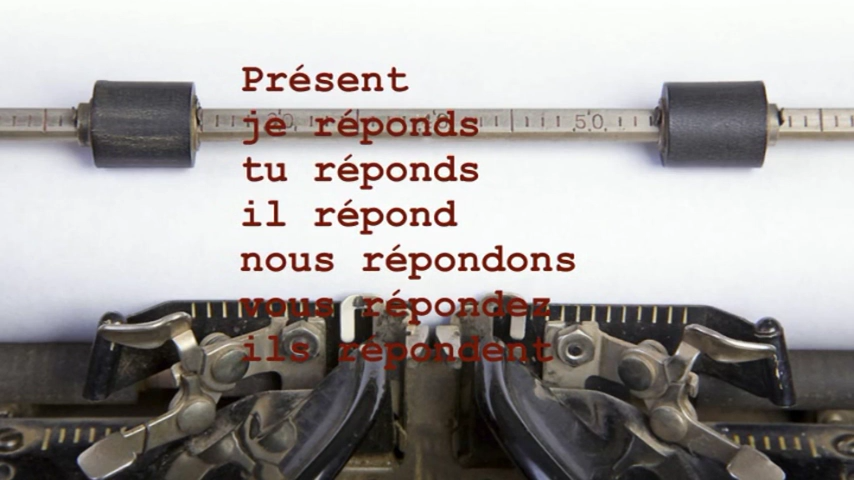 Présent
je réponds
tu réponds
il répond
nous répondons
vous répondez
ils répondent
50